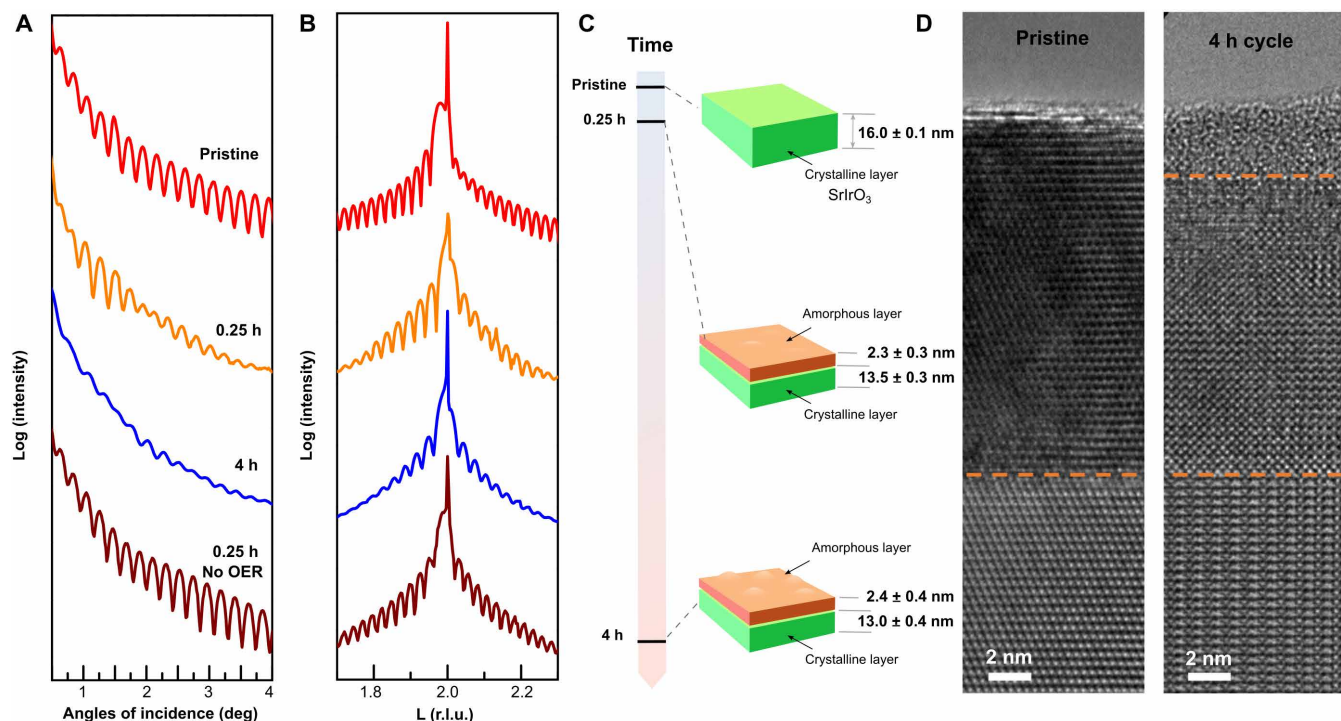 A
Log (intensity)
Pristine
0.25 h
4 h
0.25 h
No OER
1 2 3 4
Angles of incidence (deg)
B
Log (intensity)
1.8 2.0 2.2
L (r.l.u.)
C
Time
Pristine
0.25 h
4 h
16.0 ± 0.1 nm
Crystalline layer
SrIrO3
Amorphous layer
2.3 ± 0.3 nm
13.5 ± 0.3 nm
Crystalline layer
Amorphous layer
2.4 ± 0.4 nm
13.0 ± 0.4 nm
Crystalline layer
D
Pristine
2 nm
4 h cycle
2 nm